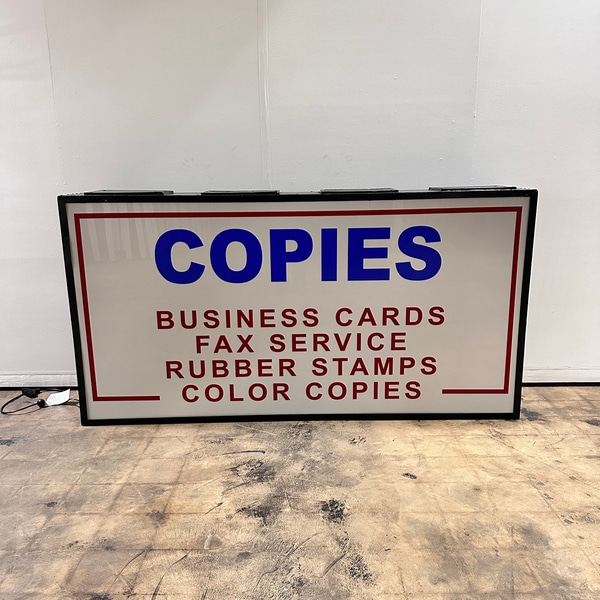 COPIES
BUSINESS CARDS
FAX SERVICE
RUBBER STAMPS
COLOR COPIES